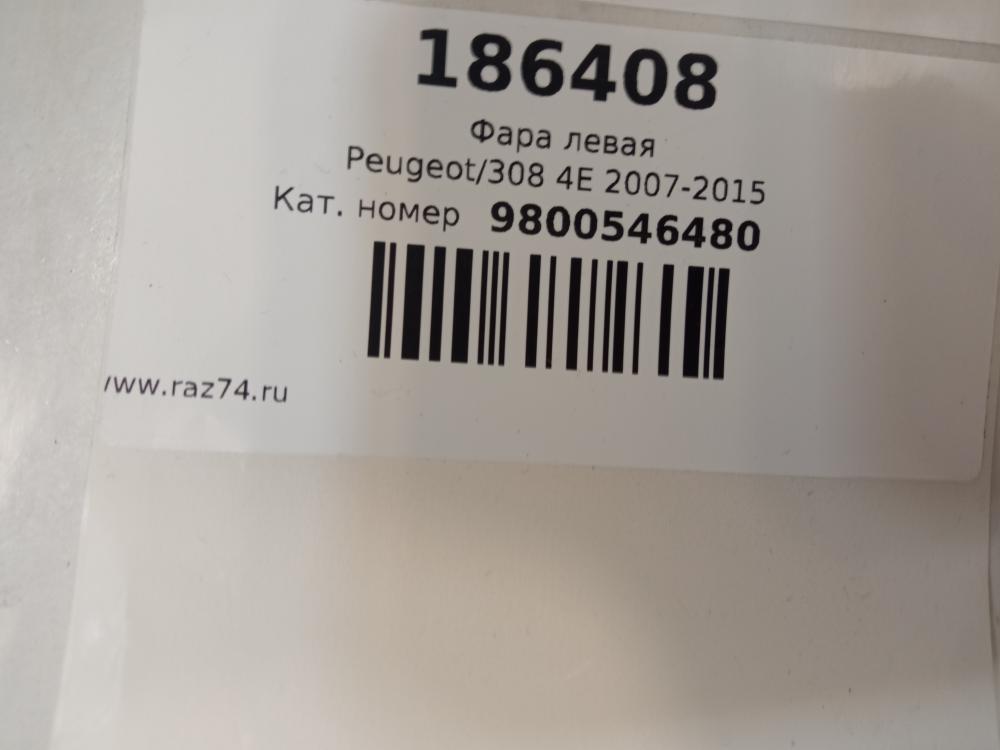 186408
Фара левая
Peugeot/308 4E 2007-2015
Кат. номер 9800546480
www.raz74.ru